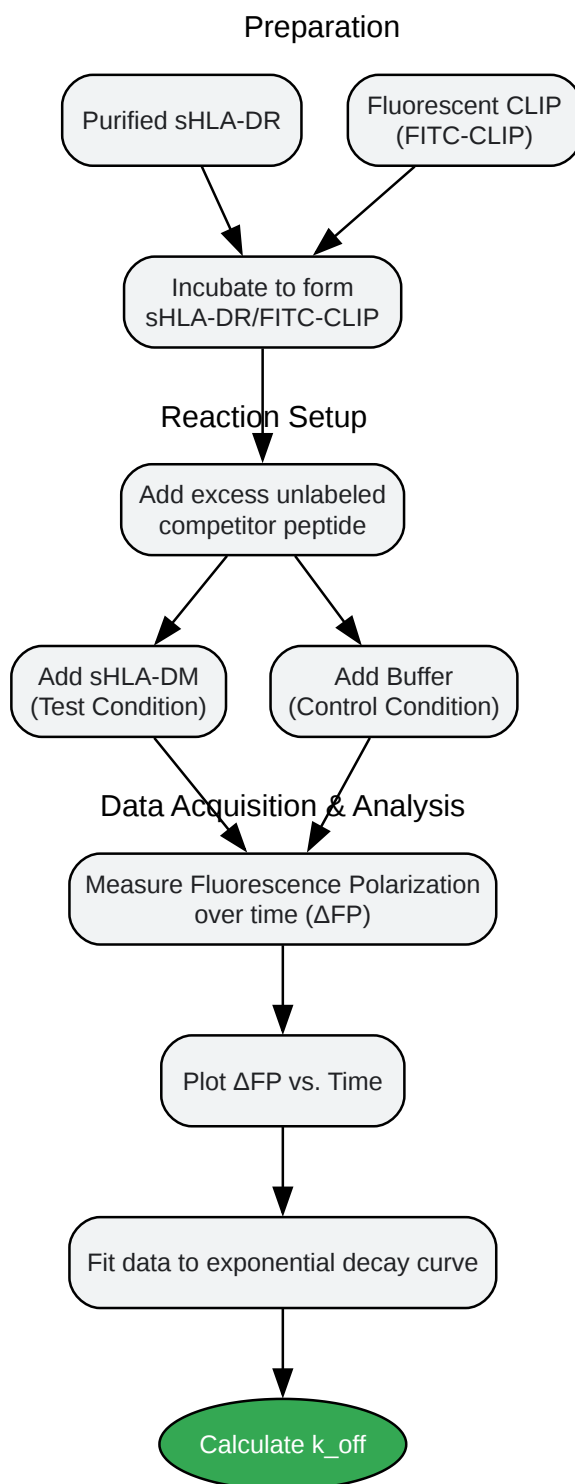 Preparation
Purified sHLA-DR
Fluorescent CLIP
(FITC-CLIP)
Incubate to form
sHLA-DR/FITC-CLIP
Reaction Setup
Add excess unlabeled
competitor peptide
Add sHLA-DM
(Test Condition)
Add Buffer
(Control Condition)
Data Acquisition & Analysis
Measure Fluorescence Polarization
over time (ΔFP)
Plot ΔFP vs. Time
Fit data to exponential decay curve
Calculate k_off